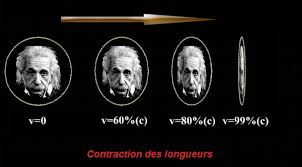 v=0 v=60%(c) v=80%(c) v=99%(c)
Contraction des longueurs